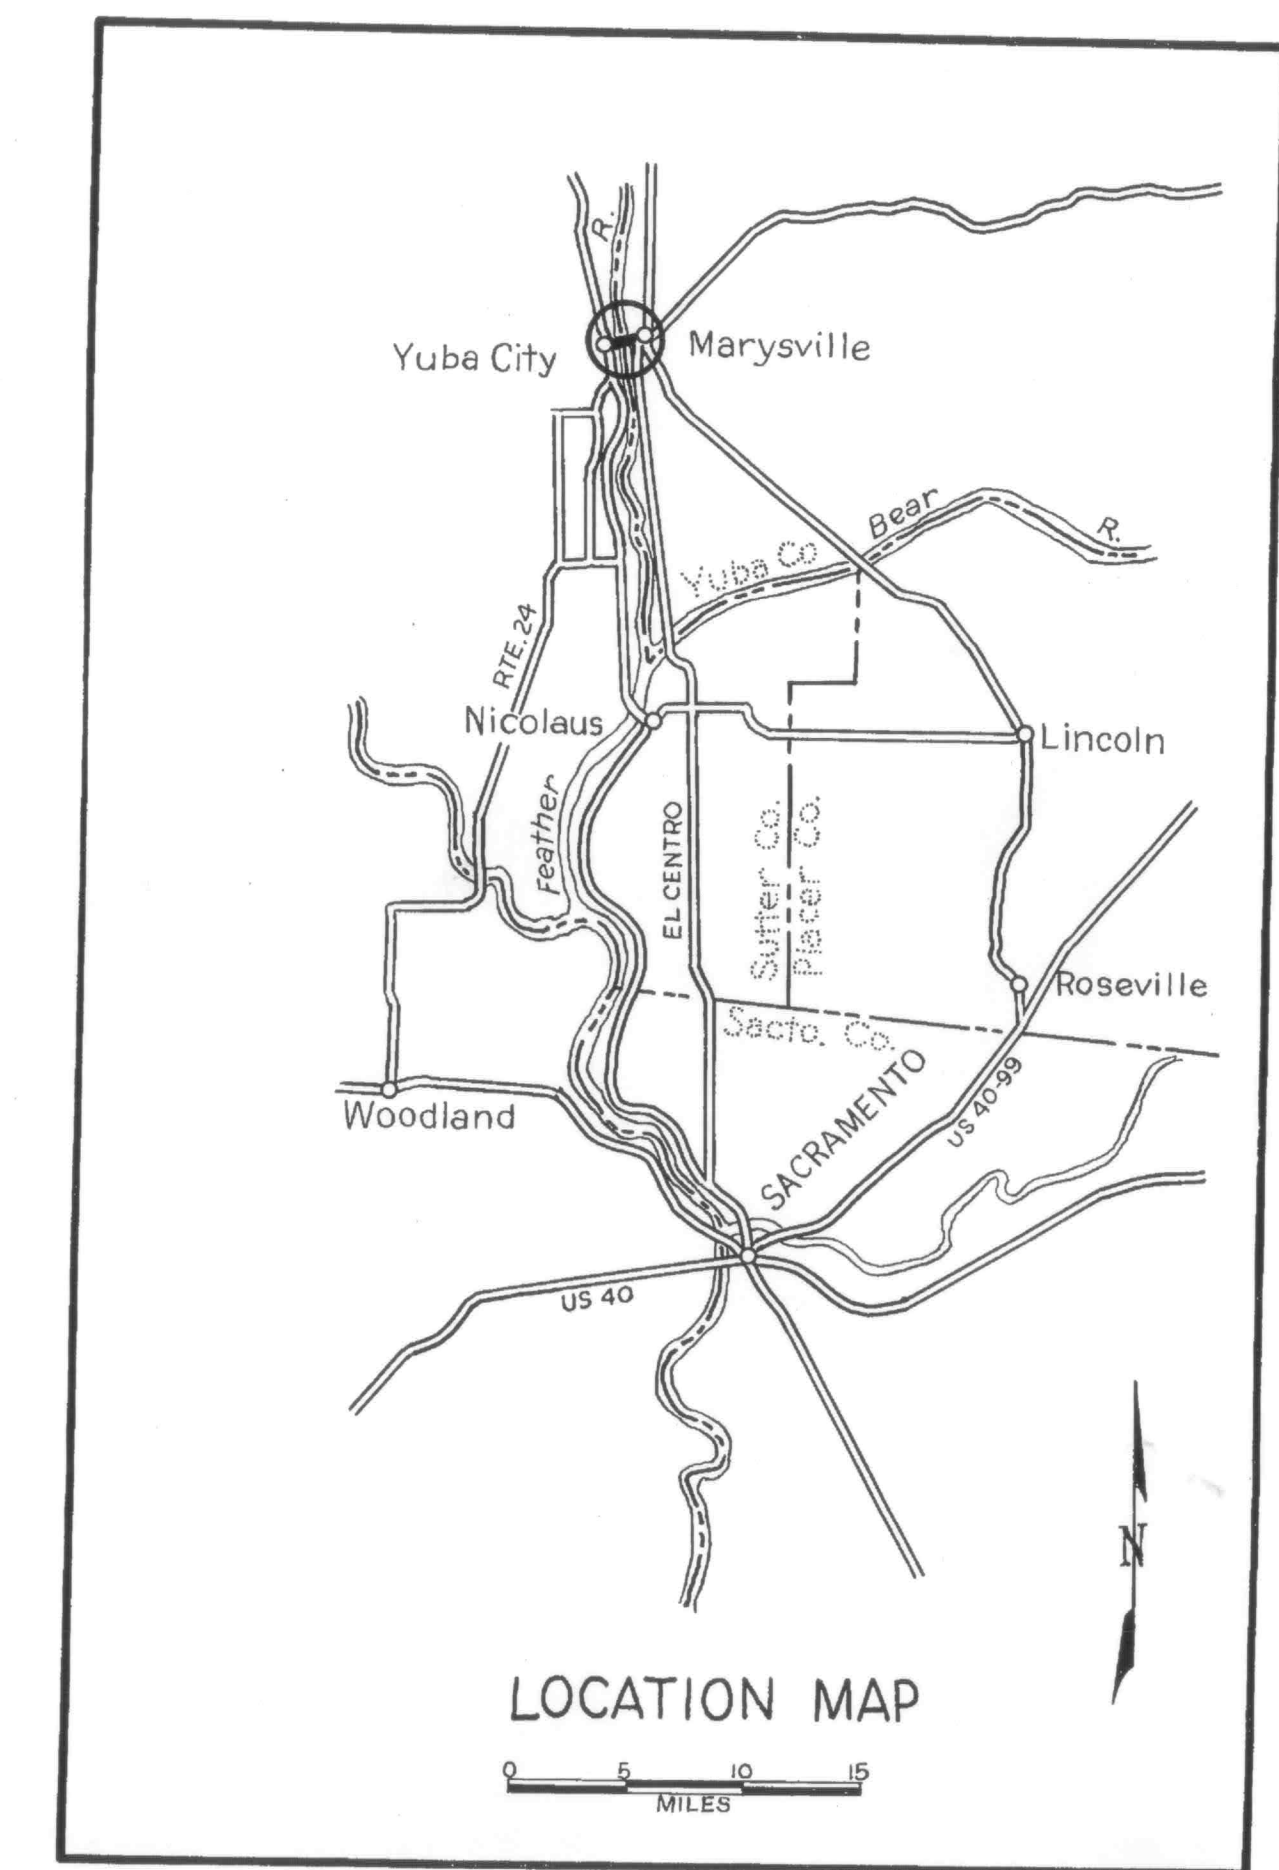 R.
Yuba City
Marysville
Bear
R.
Yuba Co
RTE. 24
Nicolaus
Lincoln
Feather
EL CENTRO
Sutter Co.
Placer Co.
Roseville
Sacto. Co.
SACRAMENTO
US 40-99
Woodland
US 40
N
LOCATION MAP
0 5 10 15
MILES